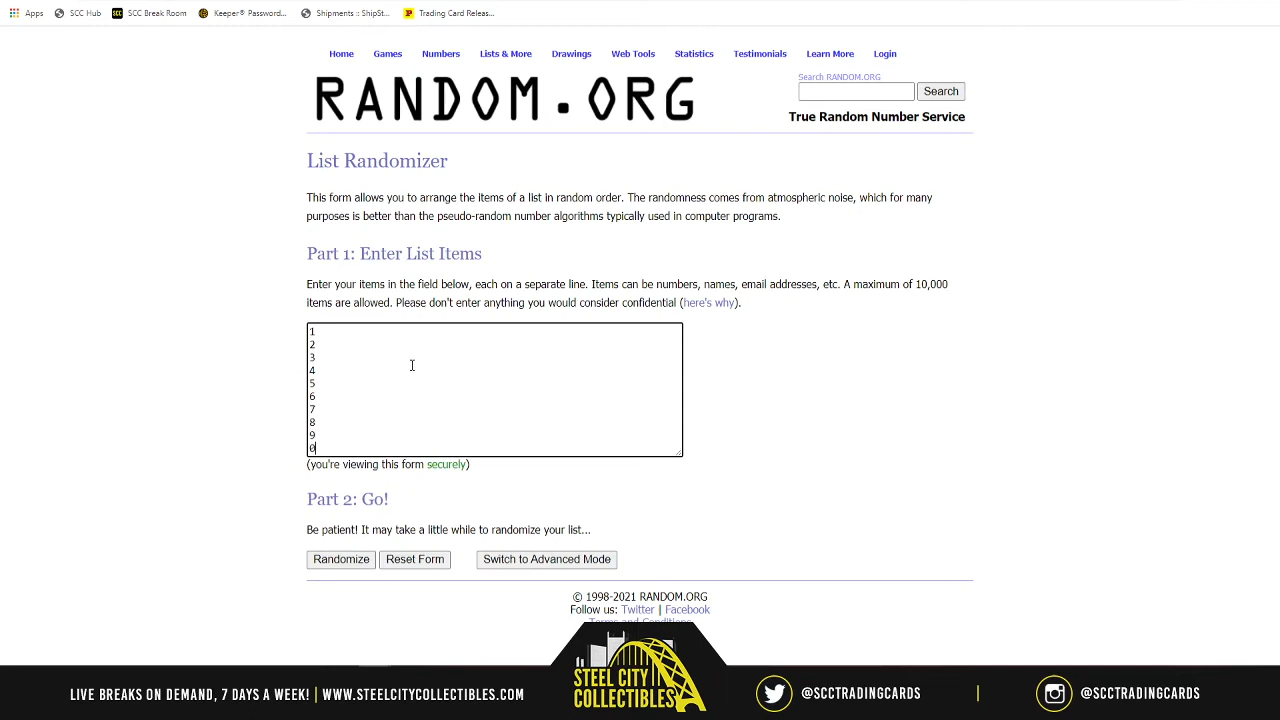 Apps SCC Hub SCC Break Room Keeper® Password... Shipments :: ShipSt... Trading Card Releas...
Home Games Numbers Lists & More Drawings Web Tools Statistics Testimonials Learn More Login
RANDOM.ORG
Search RANDOM.ORG
Search
True Random Number Service
List Randomizer
This form allows you to arrange the items of a list in random order. The randomness comes from atmospheric noise, which for many
purposes is better than the pseudo-random number algorithms typically used in computer programs.
Part 1: Enter List Items
Enter your items in the field below, each on a separate line. Items can be numbers, names, email addresses, etc. A maximum of 10,000
items are allowed. Please don't enter anything you would consider confidential (here's why).
1
2
3
4
5
6
7
8
9
0
(you're viewing this form securely)
Part 2: Go!
Be patient! It may take a little while to randomize your list...
Randomize Reset Form Switch to Advanced Mode
© 1998-2021 RANDOM.ORG
Follow us: Twitter | Facebook
Terms and Conditions
STEEL CITY
COLLECTIBLES
LIVE BREAKS ON DEMAND, 7 DAYS A WEEK! | WWW.STEELCITYCOLLECTIBLES.COM
@SCCTRADINGCARDS | @SCCTRADINGCARDS